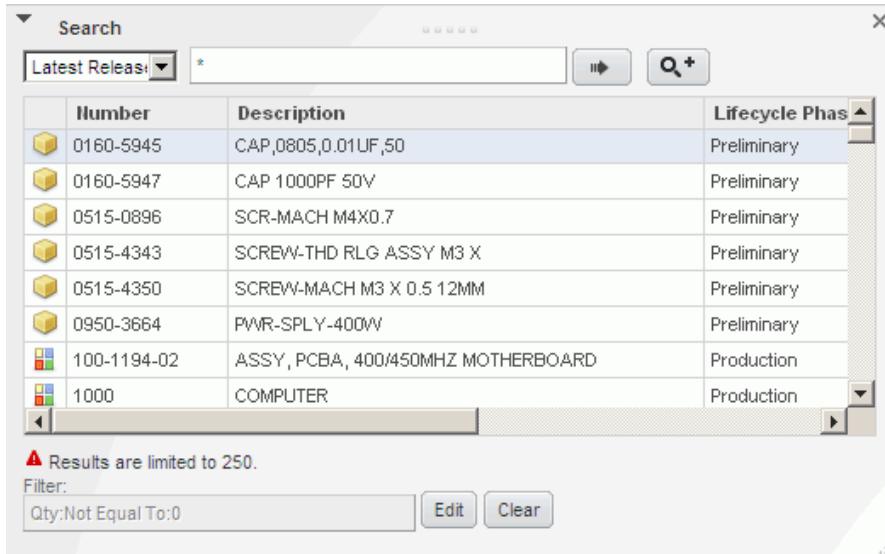 Search
Latest Releas
*
Number Description Lifecycle Phas
0160-5945 CAP,0805,0.01UF,50 Preliminary
0160-5947 CAP 1000PF 50V Preliminary
0515-0896 SCR-MACH M4X0.7 Preliminary
0515-4343 SCREW-THD RLG ASSY M3 X Preliminary
0515-4350 SCREW-MACH M3 X 0.5 12MM Preliminary
0950-3664 PWR-SPLY-400W Preliminary
100-1194-02 ASSY, PCBA, 400/450MHZ MOTHERBOARD Production
1000 COMPUTER Production
Results are limited to 250.
Filter:
Qty:Not Equal To:0 Edit Clear